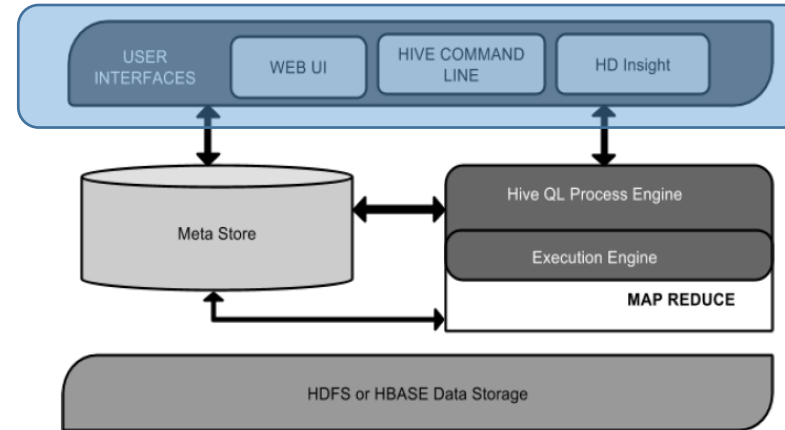 USER
INTERFACES
WEB UI
HIVE COMMAND
LINE
HD Insight
Meta Store
Hive QL Process Engine
Execution Engine
MAP REDUCE
HDFS or HBASE Data Storage